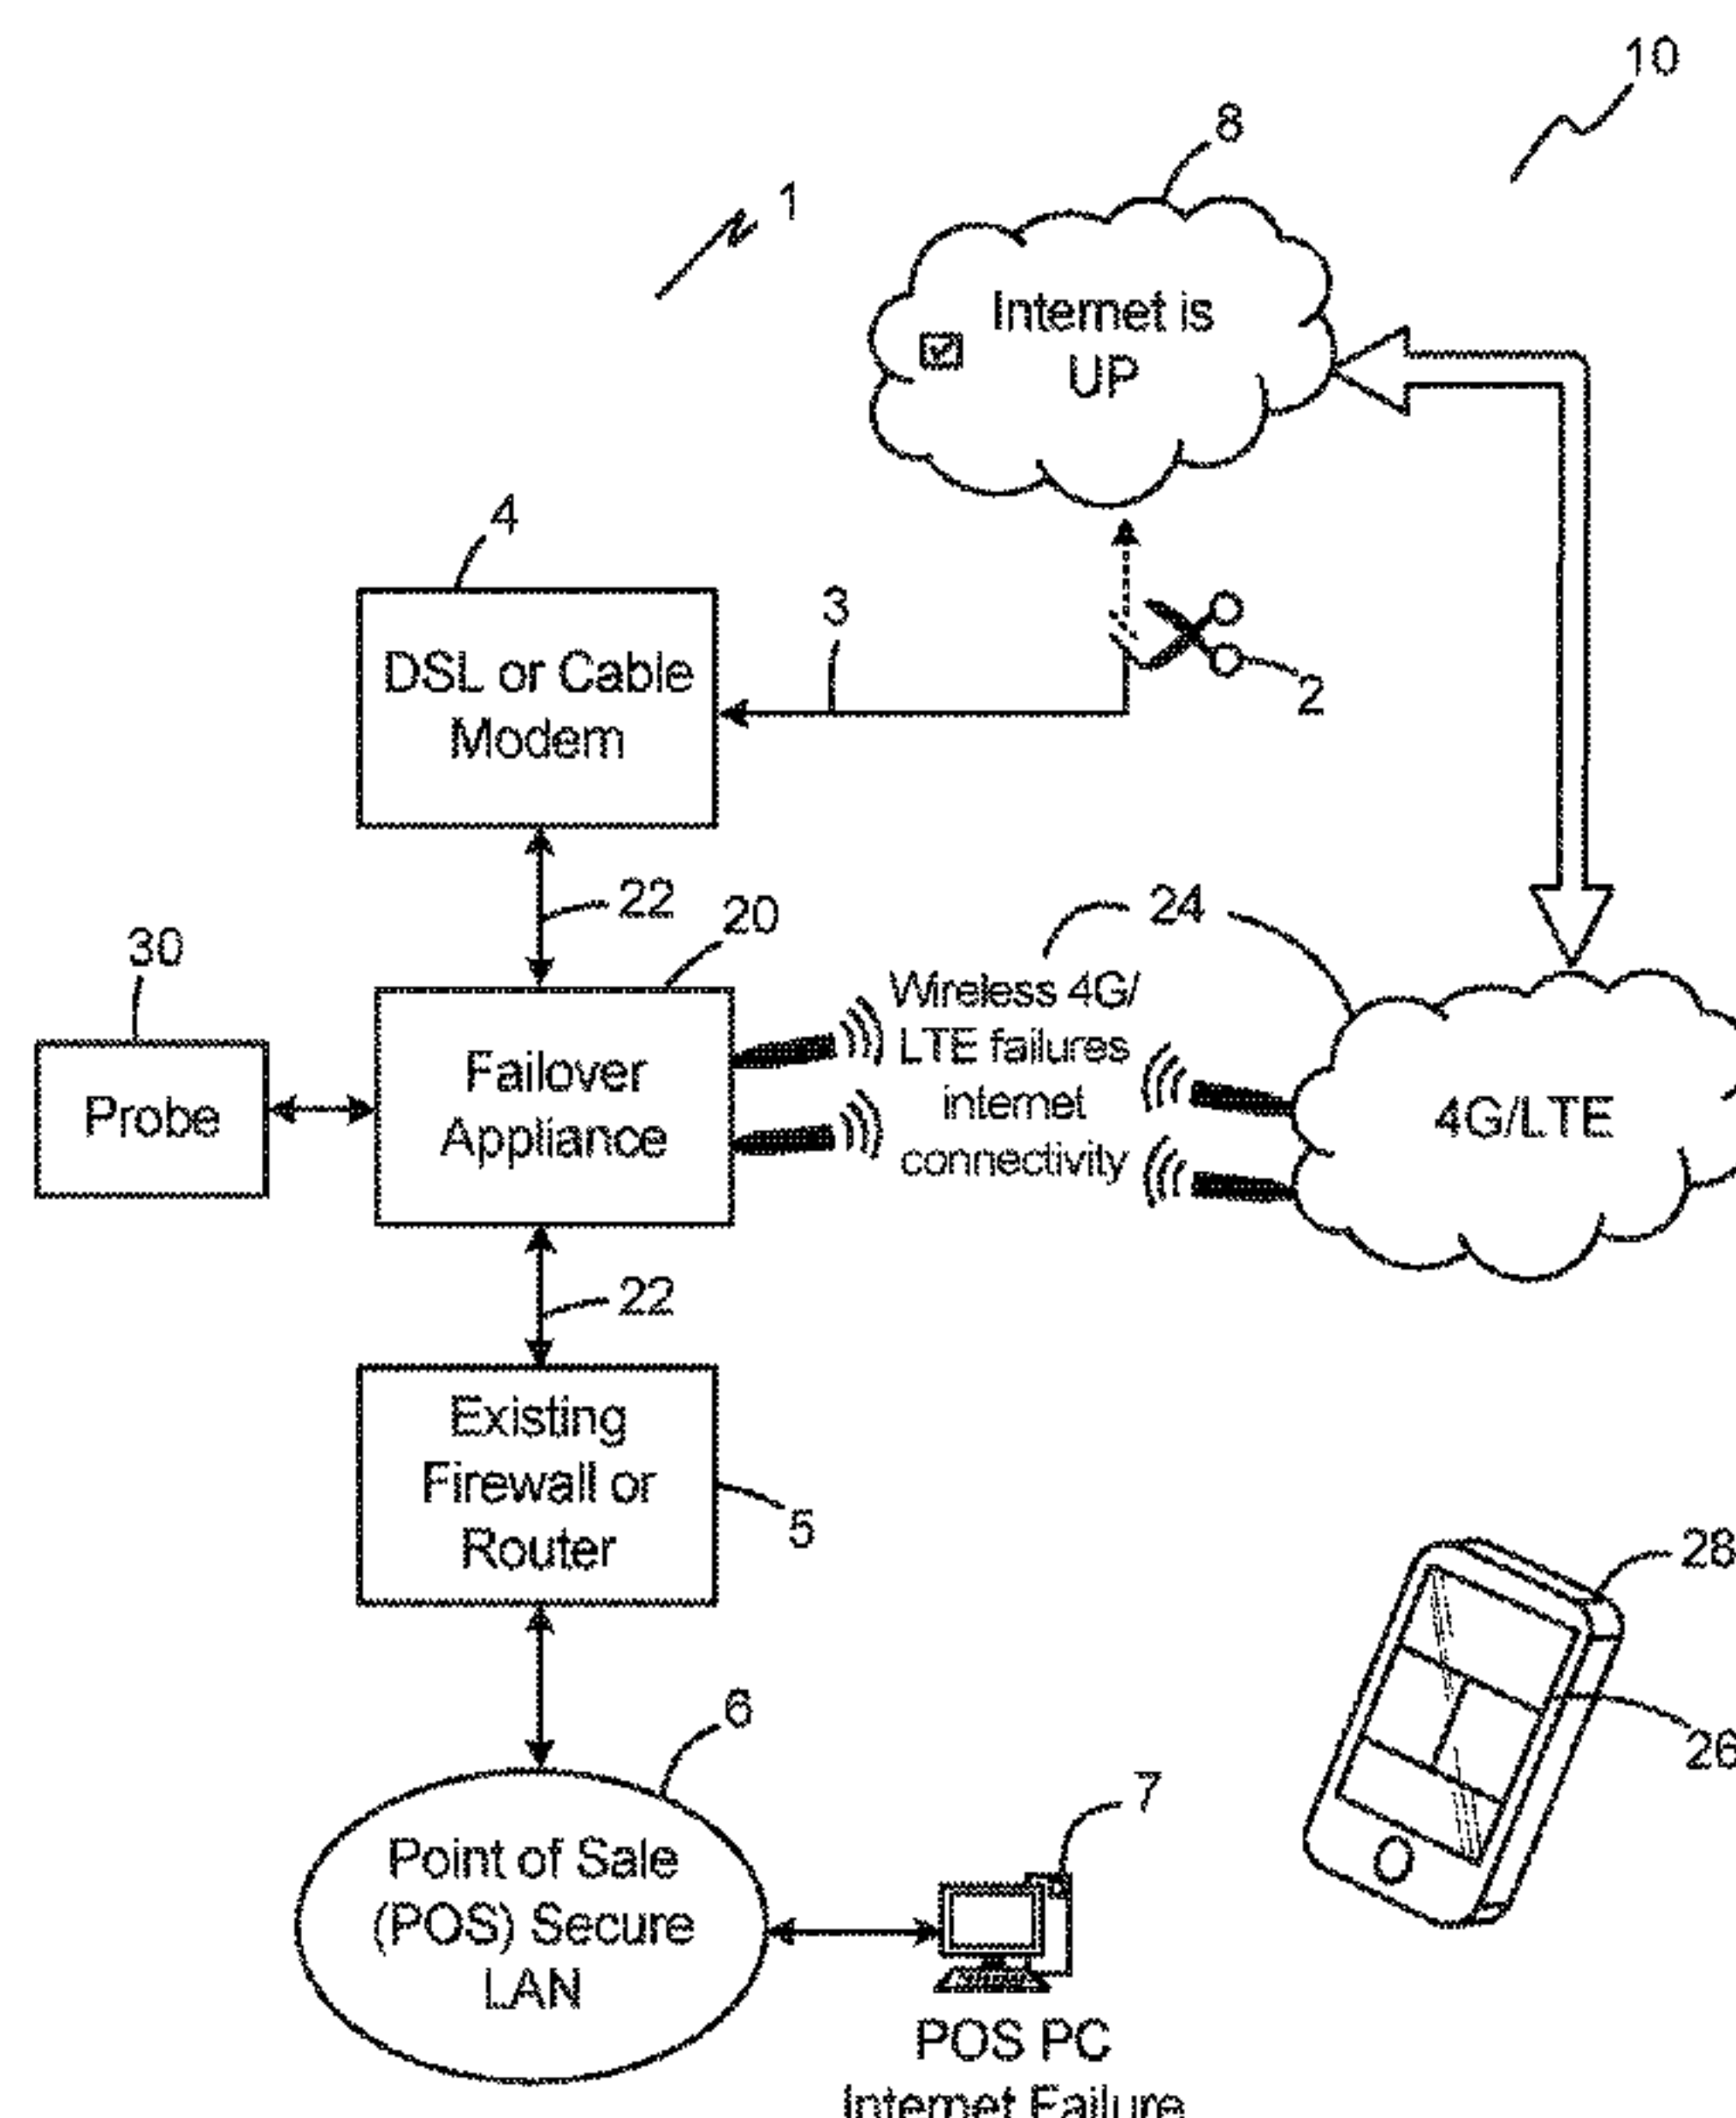 10
8
1
Internet is
UP
4
3
2
DSL or Cable
Modem
22
20
24
30
Wireless 4G/
LTE failures
internet
connectivity
Probe
Failover
Appliance
4G/LTE
22
Existing
Firewall or
Router
5
28
26
6
7
Point of Sale
(POS) Secure
LAN
POS PC
Internet Failure